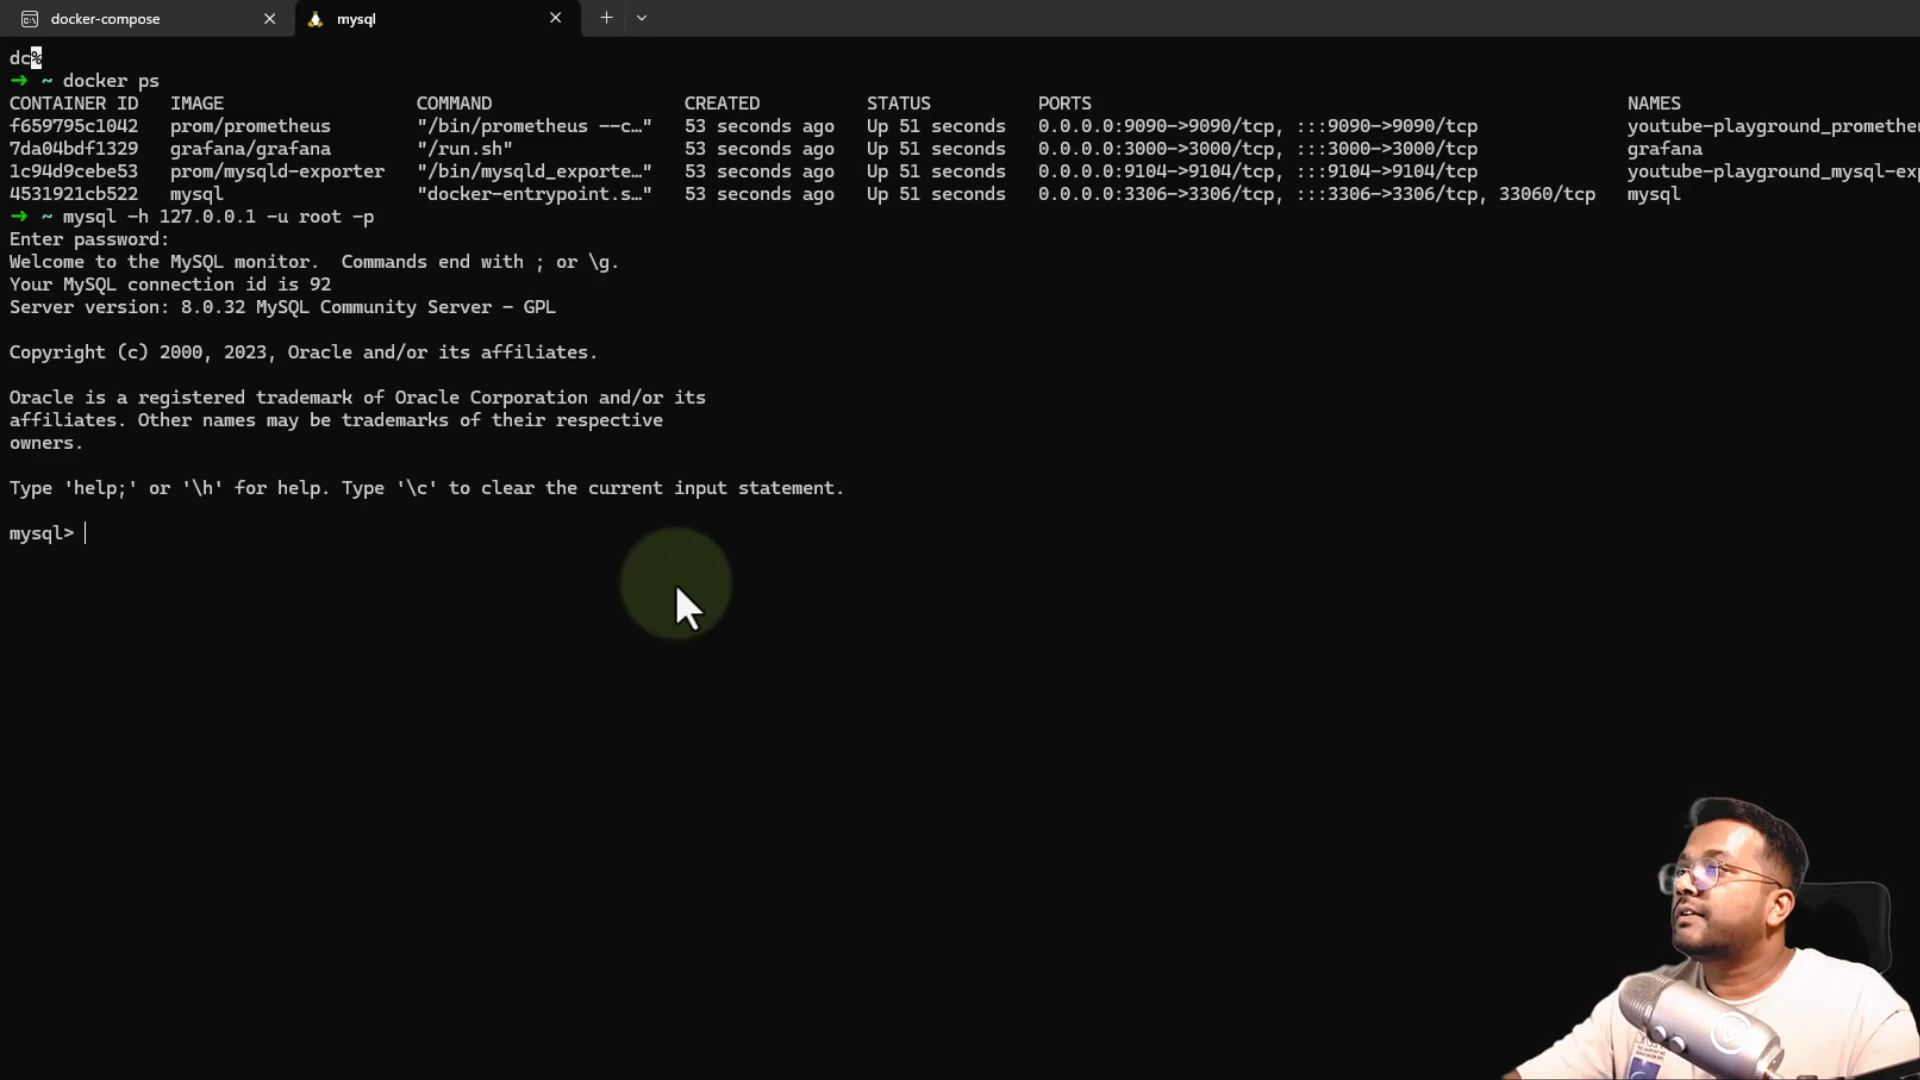 docker-compose
mysql
dc%
→ ~ docker ps
CONTAINER ID IMAGE COMMAND CREATED STATUS PORTS NAMES
f659795c1042 prom/prometheus "/bin/prometheus --c…" 53 seconds ago Up 51 seconds 0.0.0.0:9090->9090/tcp, :::9090->9090/tcp youtube-playground_promethe
7da04bdf1329 grafana/grafana "/run.sh" 53 seconds ago Up 51 seconds 0.0.0.0:3000->3000/tcp, :::3000->3000/tcp grafana
1c94d9cebe53 prom/mysqld-exporter "/bin/mysqld_exporte…" 53 seconds ago Up 51 seconds 0.0.0.0:9104->9104/tcp, :::9104->9104/tcp youtube-playground_mysql-exp
4531921cb522 mysql "docker-entrypoint.s…" 53 seconds ago Up 51 seconds 0.0.0.0:3306->3306/tcp, :::3306->3306/tcp, 33060/tcp mysql
→ ~ mysql -h 127.0.0.1 -u root -p
Enter password:
Welcome to the MySQL monitor. Commands end with ; or \g.
Your MySQL connection id is 92
Server version: 8.0.32 MySQL Community Server - GPL
Copyright (c) 2000, 2023, Oracle and/or its affiliates.
Oracle is a registered trademark of Oracle Corporation and/or its
affiliates. Other names may be trademarks of their respective
owners.
Type 'help;' or '\h' for help. Type '\c' to clear the current input statement.
mysql>